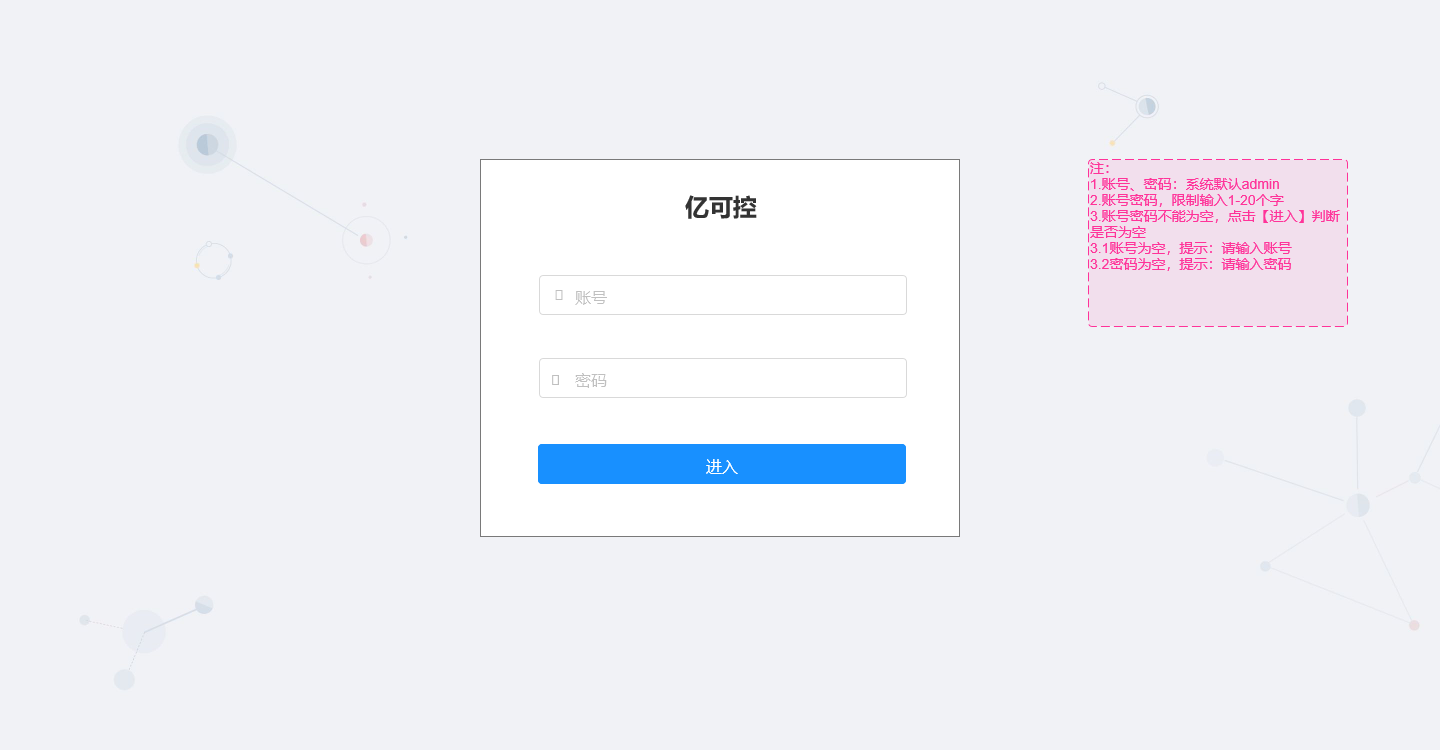 亿可控
账号
密码
进入
注：
1.账号、密码：系统默认admin
2.账号密码，限制输入1-20个字
3.账号密码不能为空，点击【进入】判断
是否为空
3.1账号为空，提示：请输入账号
3.2密码为空，提示：请输入密码